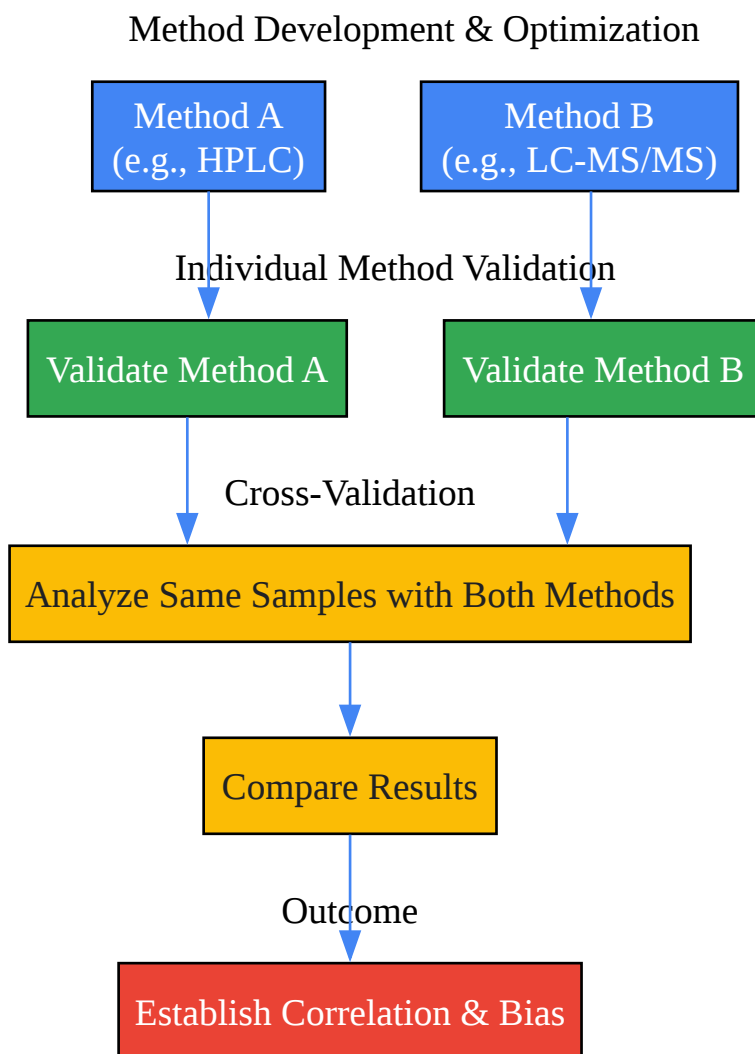 Method Development & Optimization
Method A
(e.g., HPLC)
Method B
(e.g., LC-MS/MS)
Individual Method Validation
Validate Method A
Validate Method B
Cross-Validation
Analyze Same Samples with Both Methods
Compare Results
Outcome
Establish Correlation & Bias